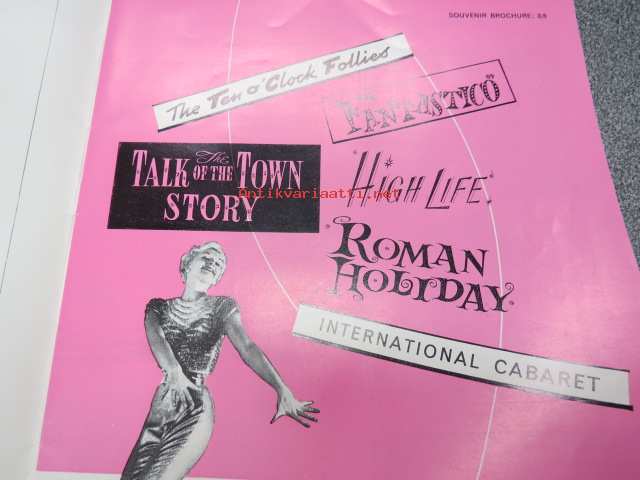 SOUVENIR BROCHURE:
The Ten o'Clock Follies
"FANTASTICO"
The
TALK OF THE TOWN
STORY
Antikvariaatti.net
"HIGH LIFE"
"ROMAN
HOLIDAY"
INTERNATIONAL CABARET